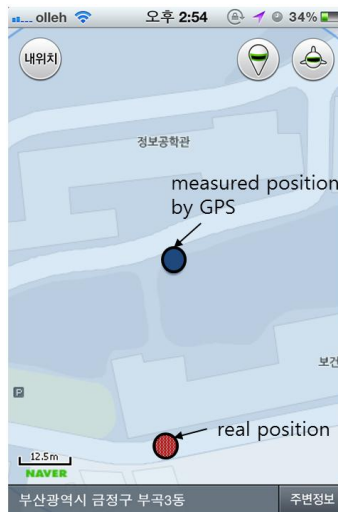 olleh 오후 2:54 34%
내위치
정보공학관
measured position
by GPS
보건
P
real position
12.5m
NAVER
부산광역시 금정구 부곡3동 주변정보